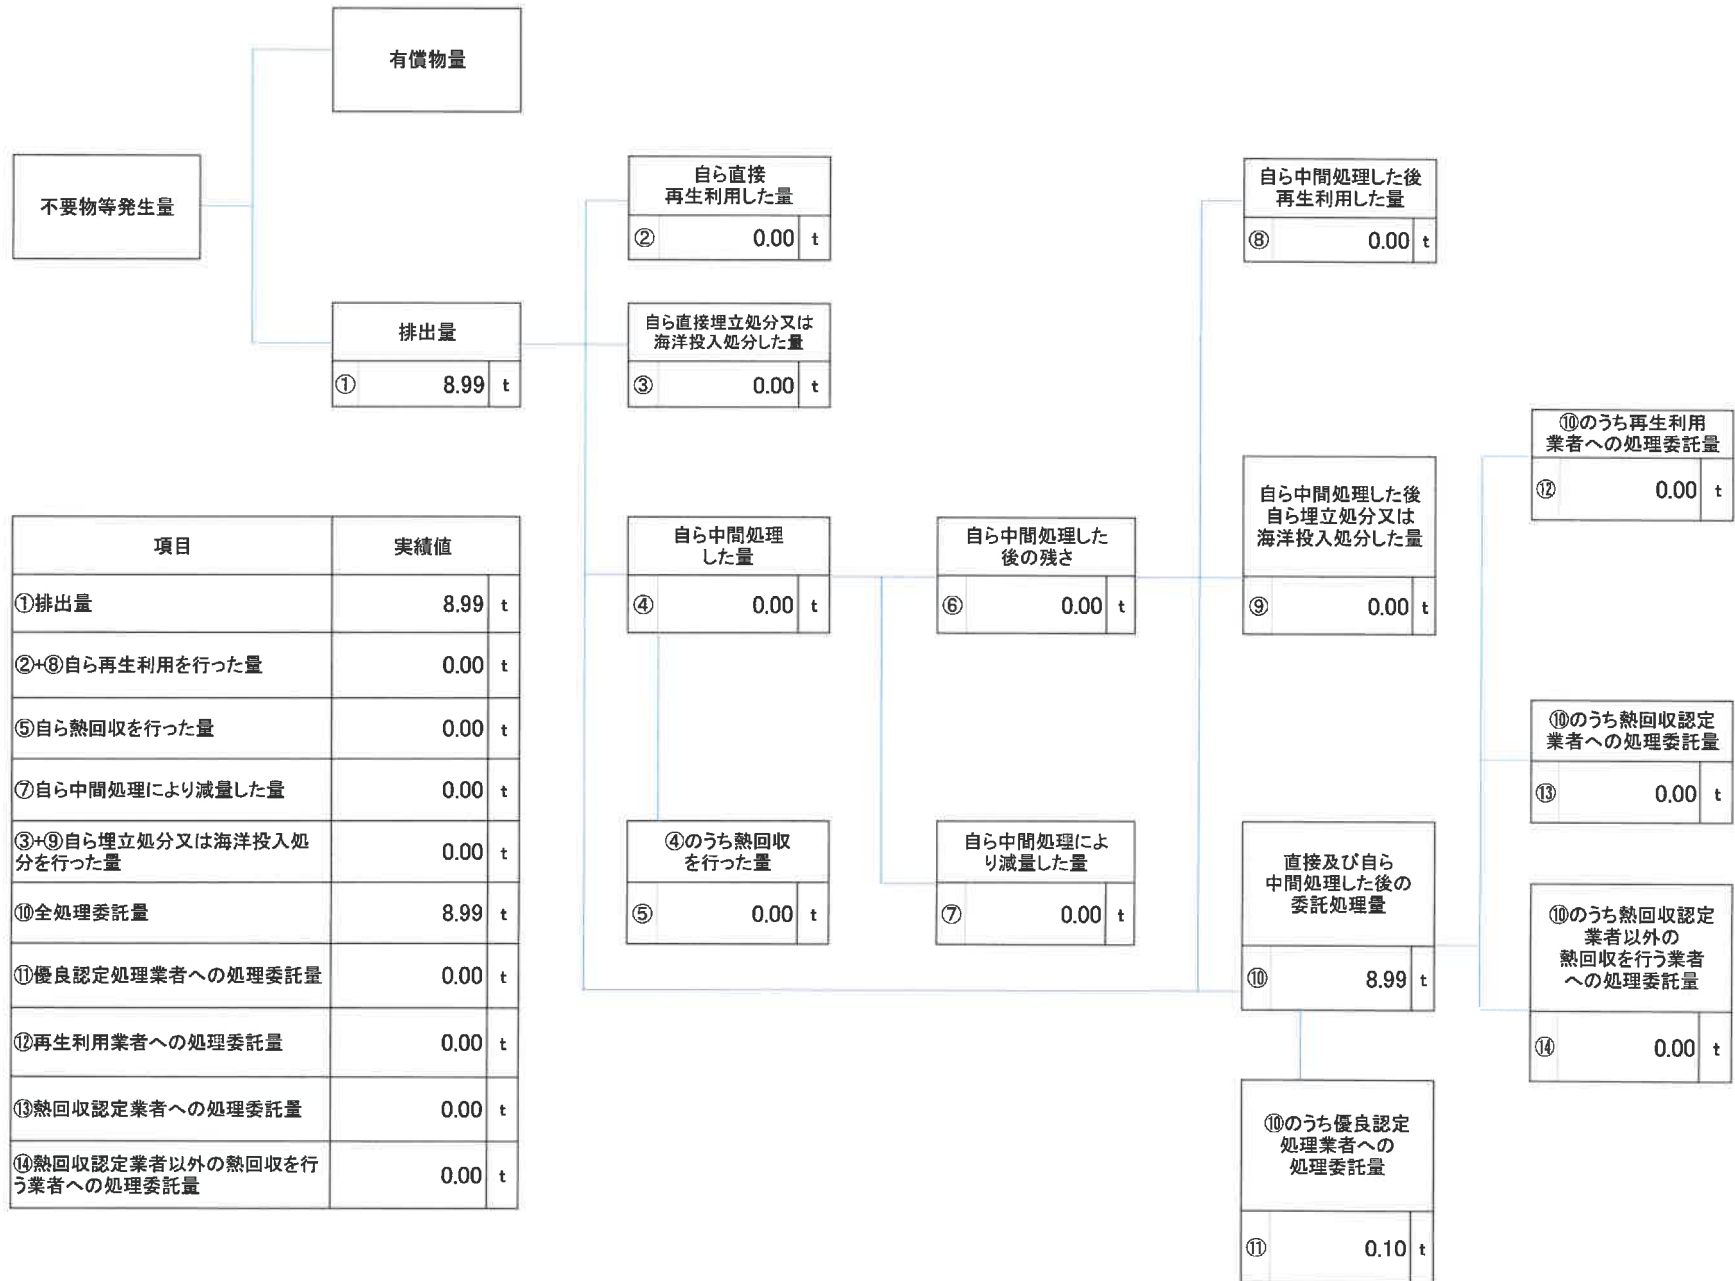 有償物量
不要物等発生量
排出量
① 8.99 t
自ら直接
再生利用した量
② 0.00 t
自ら直接埋立処分又は
海洋投入処分した量
③ 0.00 t
自ら中間処理
した量
④ 0.00 t
④のうち熱回収
を行った量
⑤ 0.00 t
自ら中間処理した
後の残さ
⑥ 0.00 t
自ら中間処理によ
り減量した量
⑦ 0.00 t
自ら中間処理した後
再生利用した量
⑧ 0.00 t
自ら中間処理した後
自ら埋立処分又は
海洋投入処分した量
⑨ 0.00 t
直接及び自ら
中間処理した後の
委託処理量
⑩ 8.99 t
⑩のうち優良認定
処理業者への
処理委託量
⑪ 0.10 t
⑩のうち再生利用
業者への処理委託量
⑫ 0.00 t
⑩のうち熱回収認定
業者への処理委託量
⑬ 0.00 t
⑩のうち熱回収認定
業者以外の
熱回収を行う業者
への処理委託量
⑭ 0.00 t
項目 実績値
①排出量 8.99 t
②+⑧自ら再生利用を行った量 0.00 t
⑤自ら熱回収を行った量 0.00 t
⑦自ら中間処理により減量した量 0.00 t
③+⑨自ら埋立処分又は海洋投入処
分を行った量 0.00 t
⑩全処理委託量 8.99 t
⑪優良認定処理業者への処理委託量 0.00 t
⑫再生利用業者への処理委託量 0.00 t
⑬熱回収認定業者への処理委託量 0.00 t
⑭熱回収認定業者以外の熱回収を行
う業者への処理委託量 0.00 t